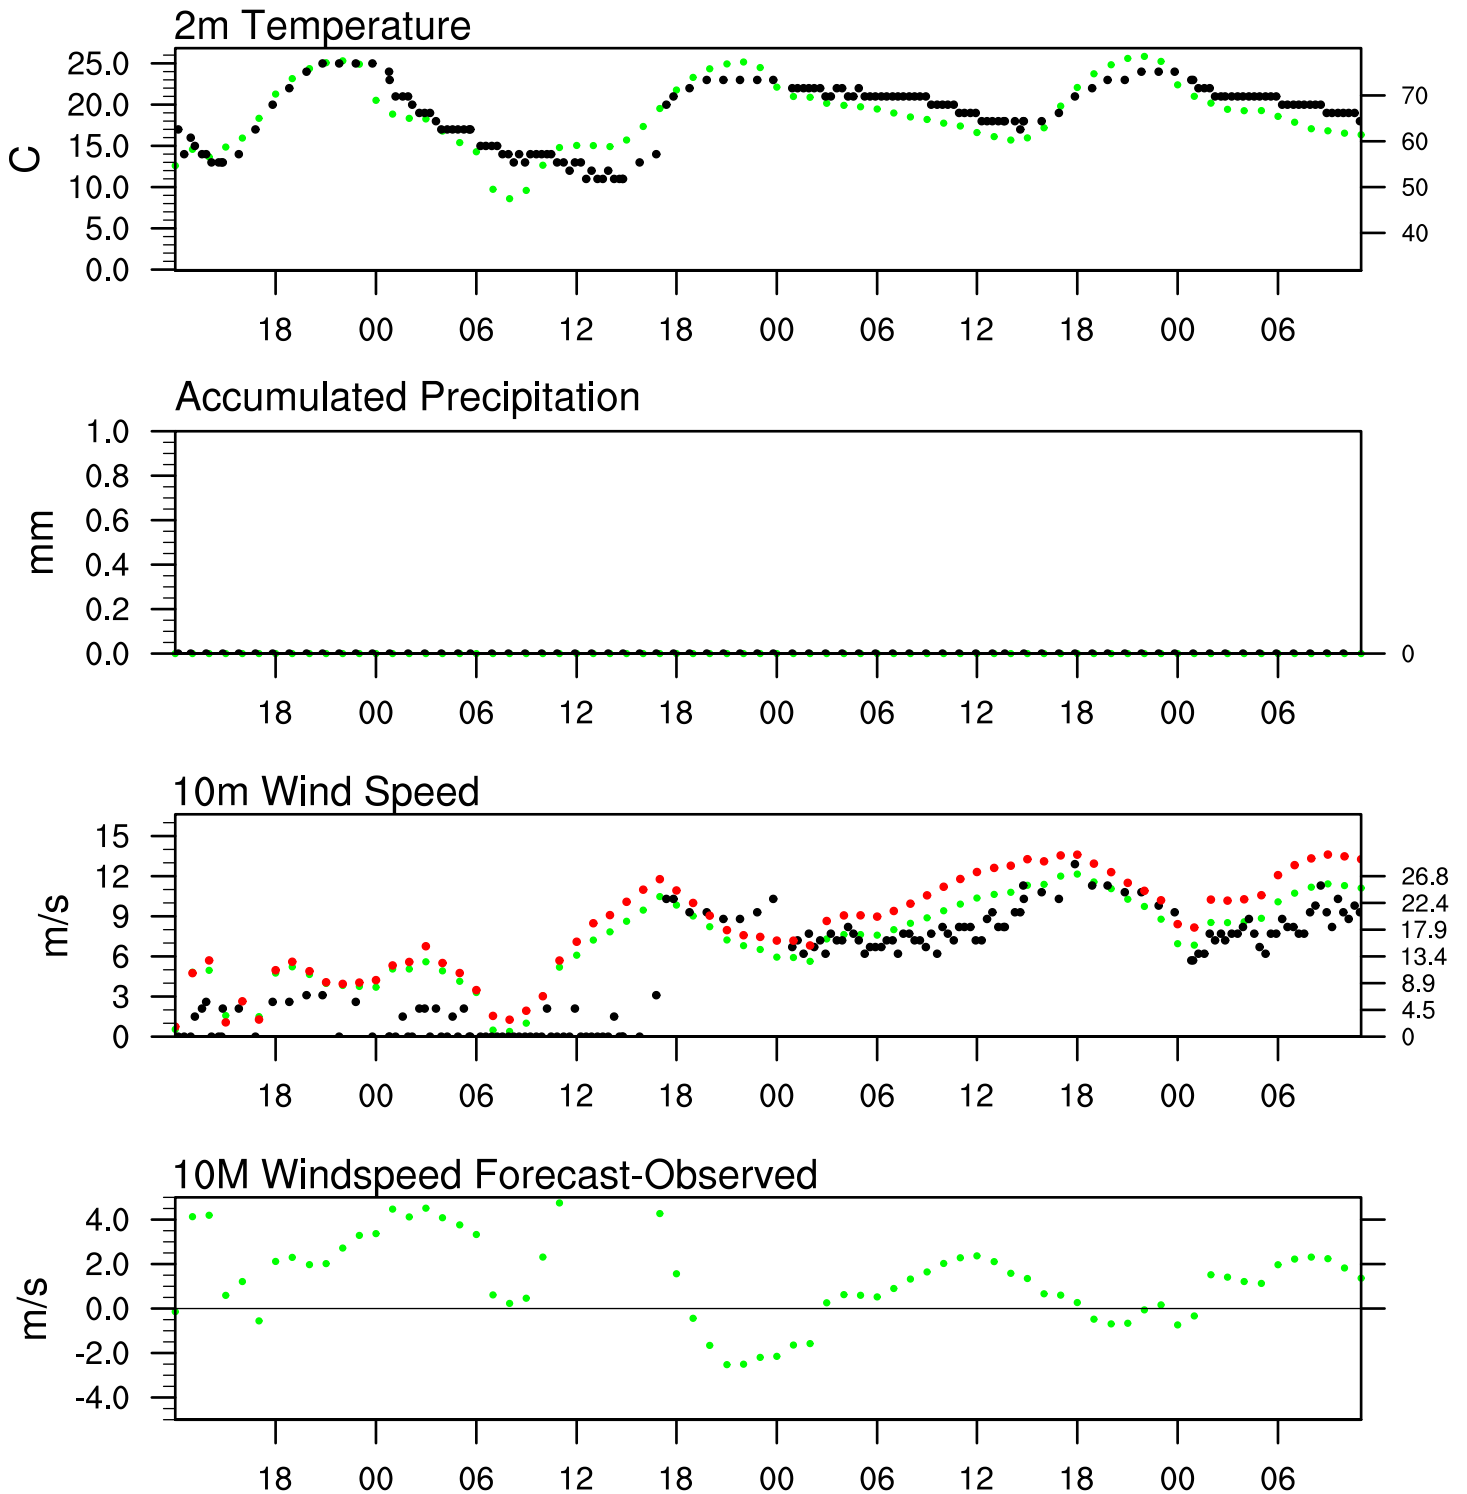 2m Temperature
25.0
20.0
15.0
10.0
5.0
0.0
C
70
60
50
40
18 00 06 12 18 00 06 12 18 00 06
Accumulated Precipitation
1.0
0.8
0.6
0.4
0.2
0.0
mm
0
18 00 06 12 18 00 06 12 18 00 06
10m Wind Speed
15
12
9
6
3
0
m/s
26.8
22.4
17.9
13.4
8.9
4.5
0
18 00 06 12 18 00 06 12 18 00 06
10M Windspeed Forecast-Observed
4.0
2.0
0.0
-2.0
-4.0
m/s
18 00 06 12 18 00 06 12 18 00 06